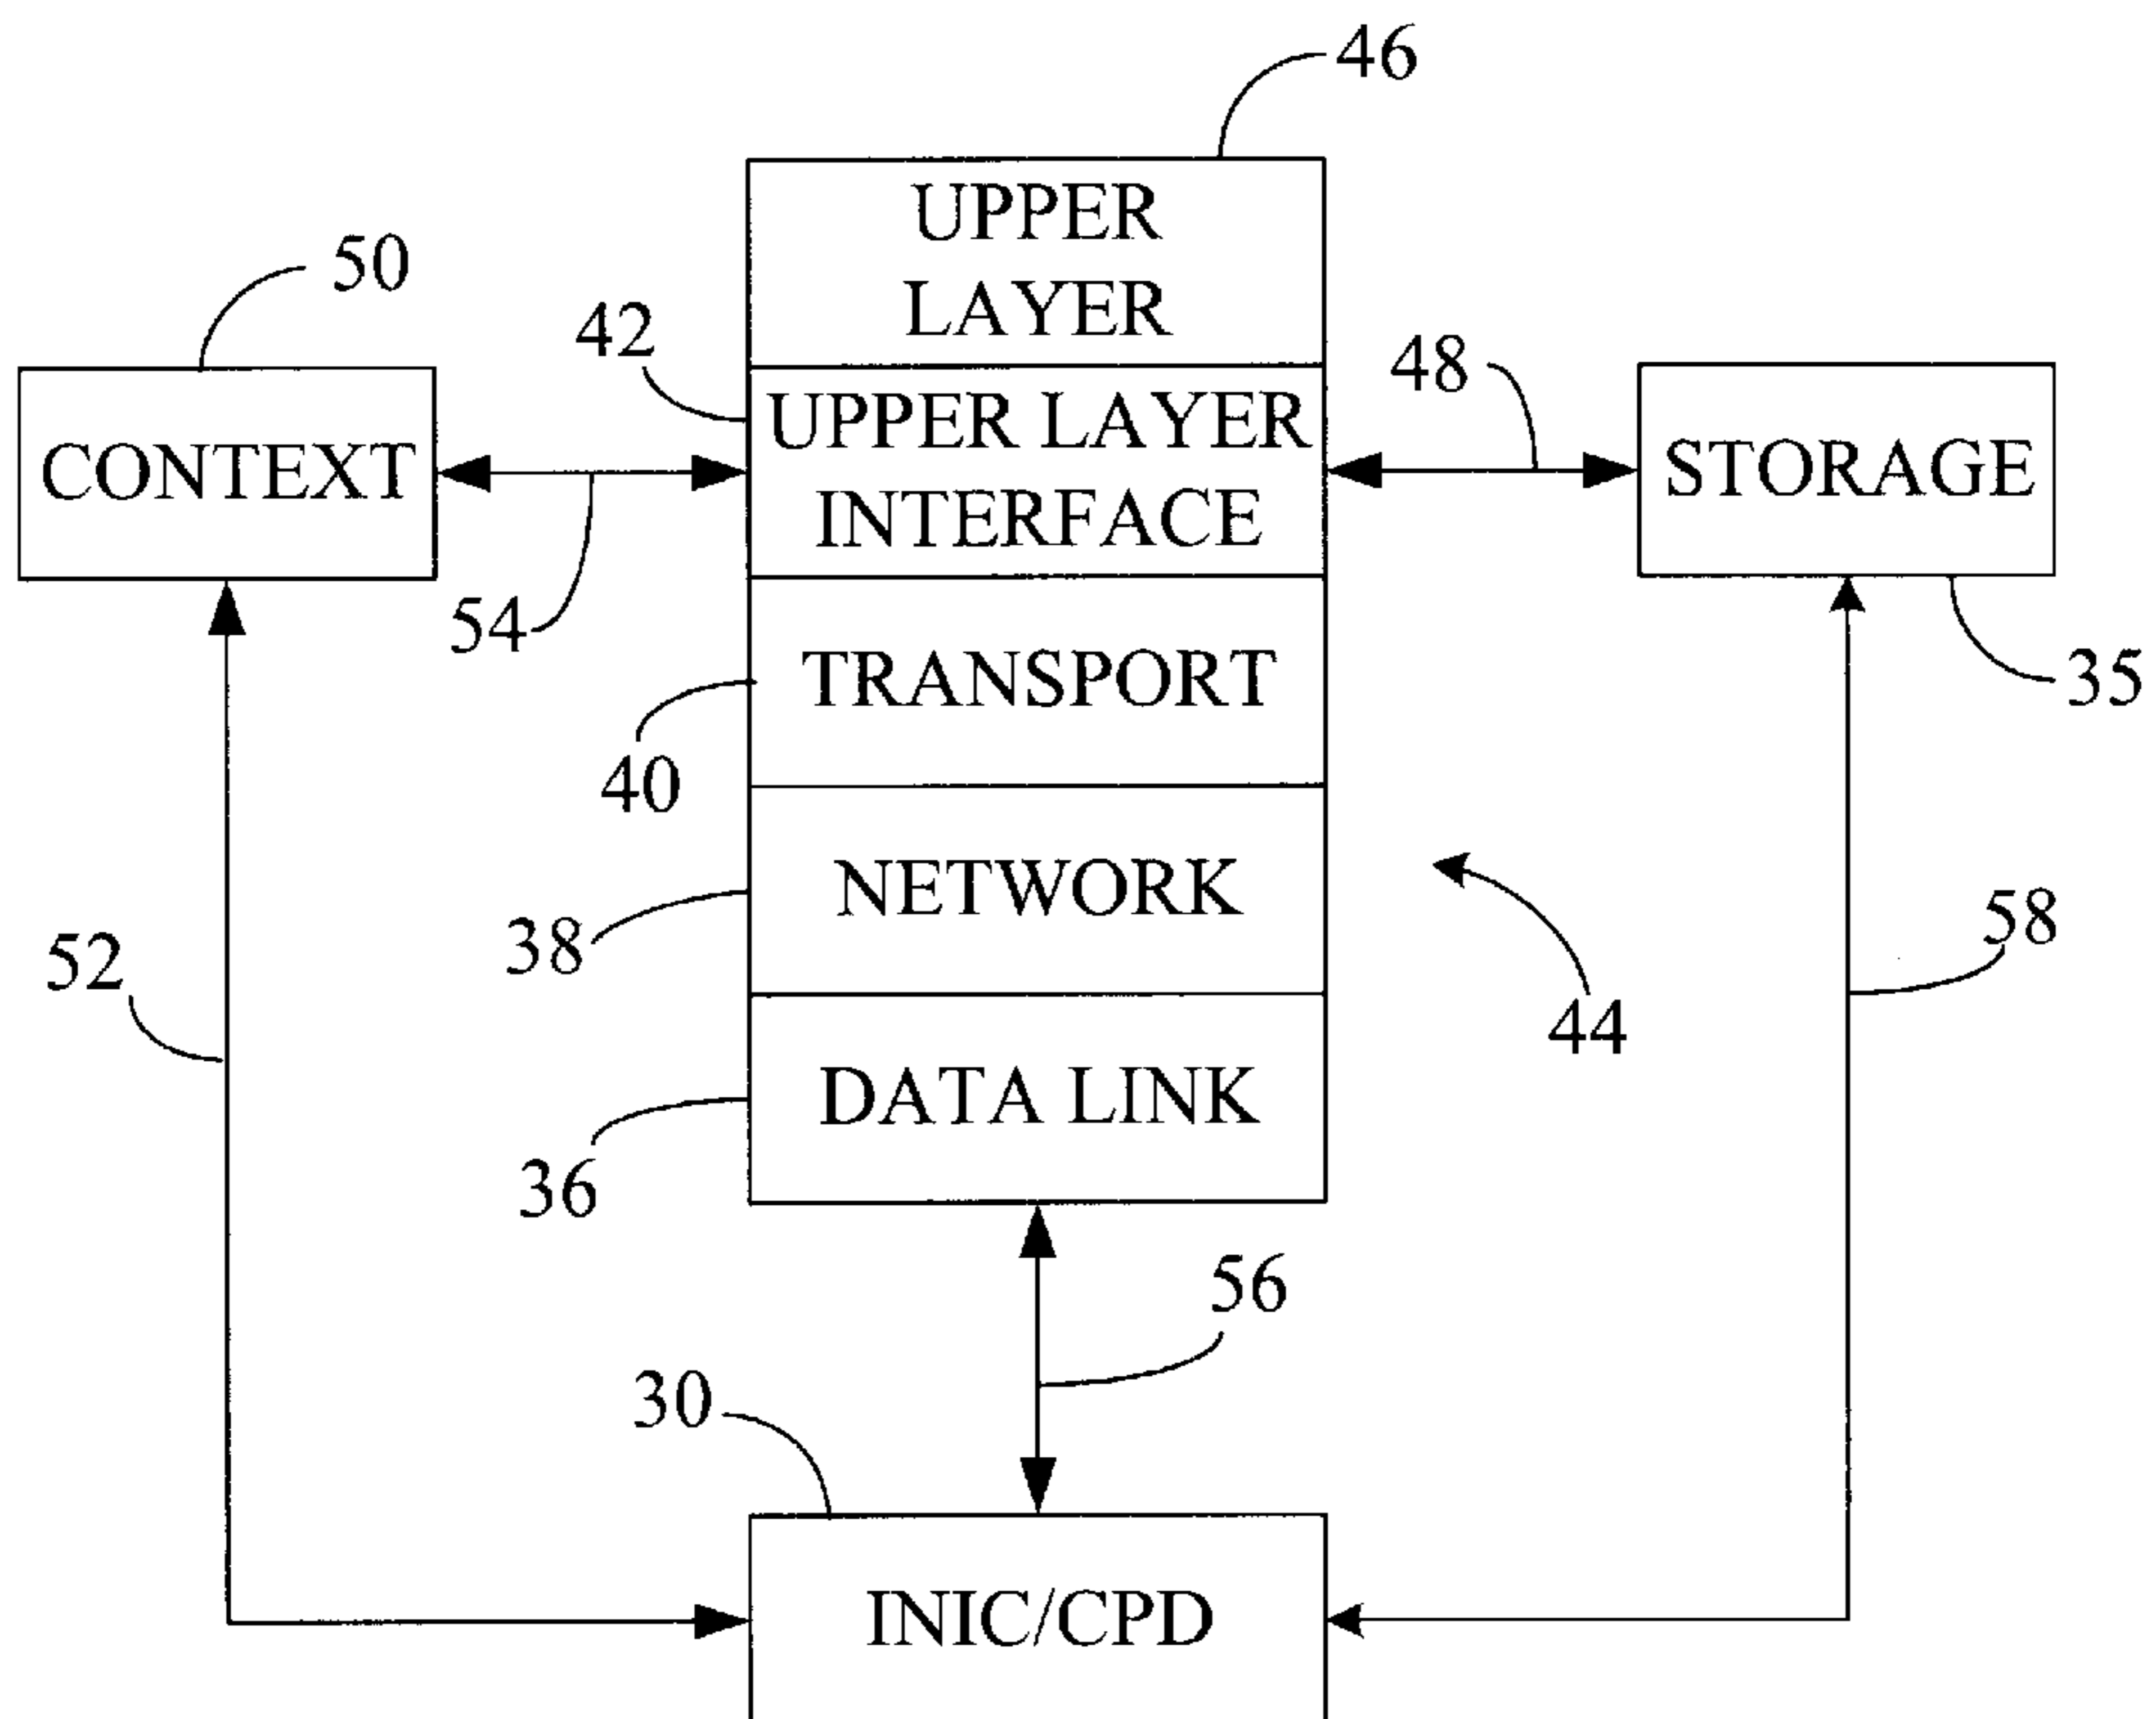 46
UPPER
LAYER
50
42
UPPER LAYER
INTERFACE
48
CONTEXT
STORAGE
54
TRANSPORT
35
40
NETWORK
38
58
52
44
DATA LINK
36
56
30
INIC/CPD